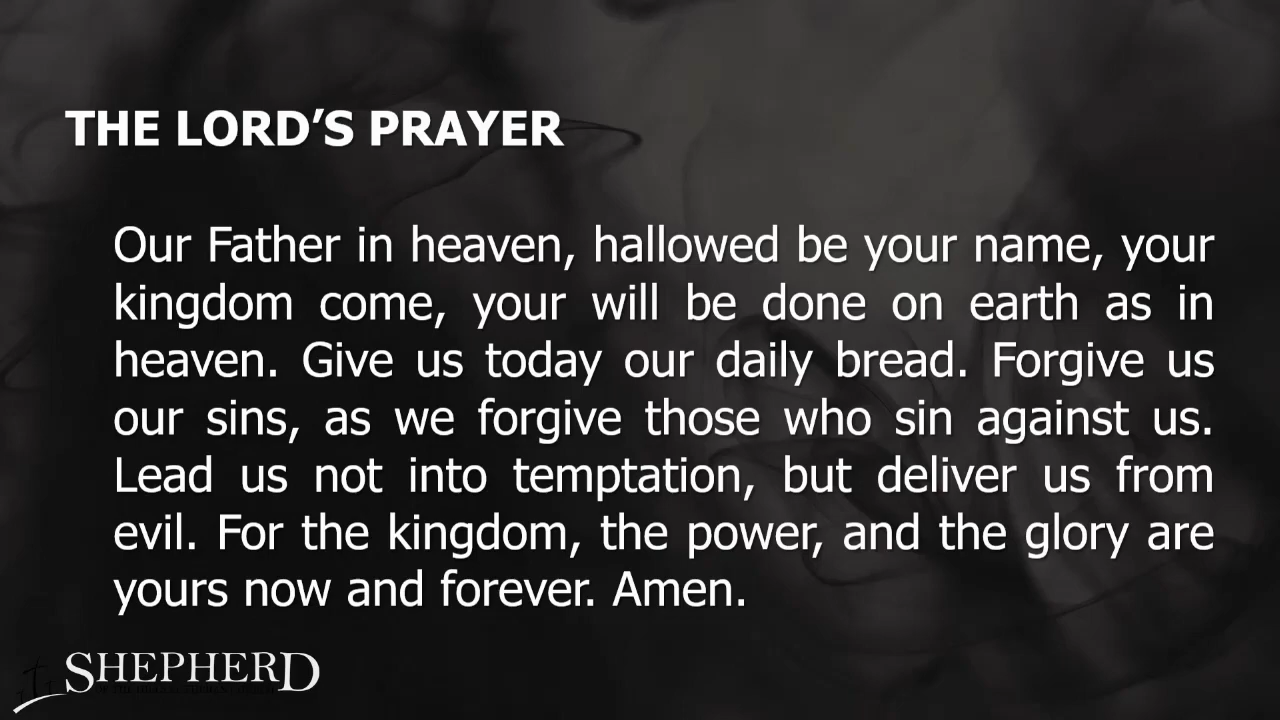 THE LORD’S PRAYER
Our Father in heaven, hallowed be your name, your
kingdom come, your will be done on earth as in
heaven. Give us today our daily bread. Forgive us
our sins, as we forgive those who sin against us.
Lead us not into temptation, but deliver us from
evil. For the kingdom, the power, and the glory are
yours now and forever. Amen.
SHEPHERD